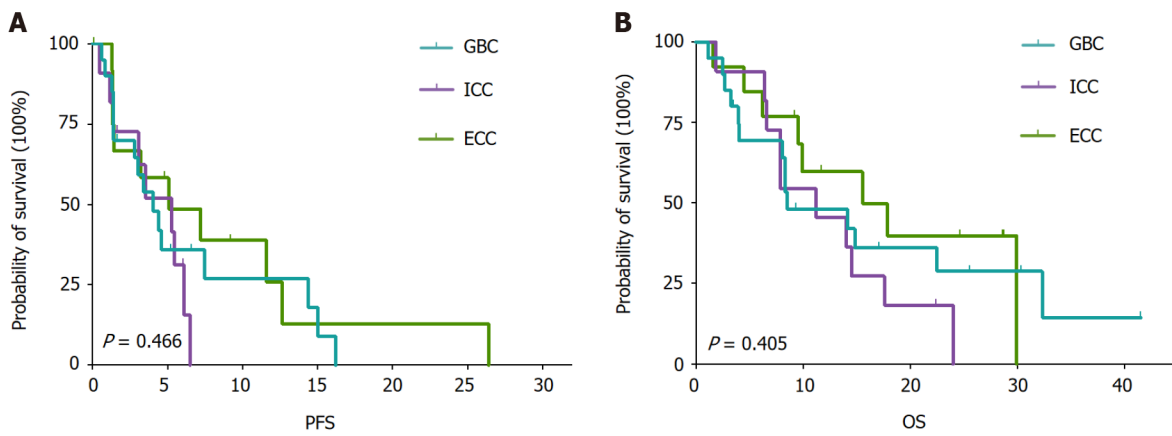 A
Probability of survival (100%)
100
75
50
25
0
GBC
ICC
ECC
P = 0.466
0 5 10 15 20 25 30
PFS
B
Probability of survival (100%)
100
75
50
25
0
GBC
ICC
ECC
P = 0.405
0 10 20 30 40
OS